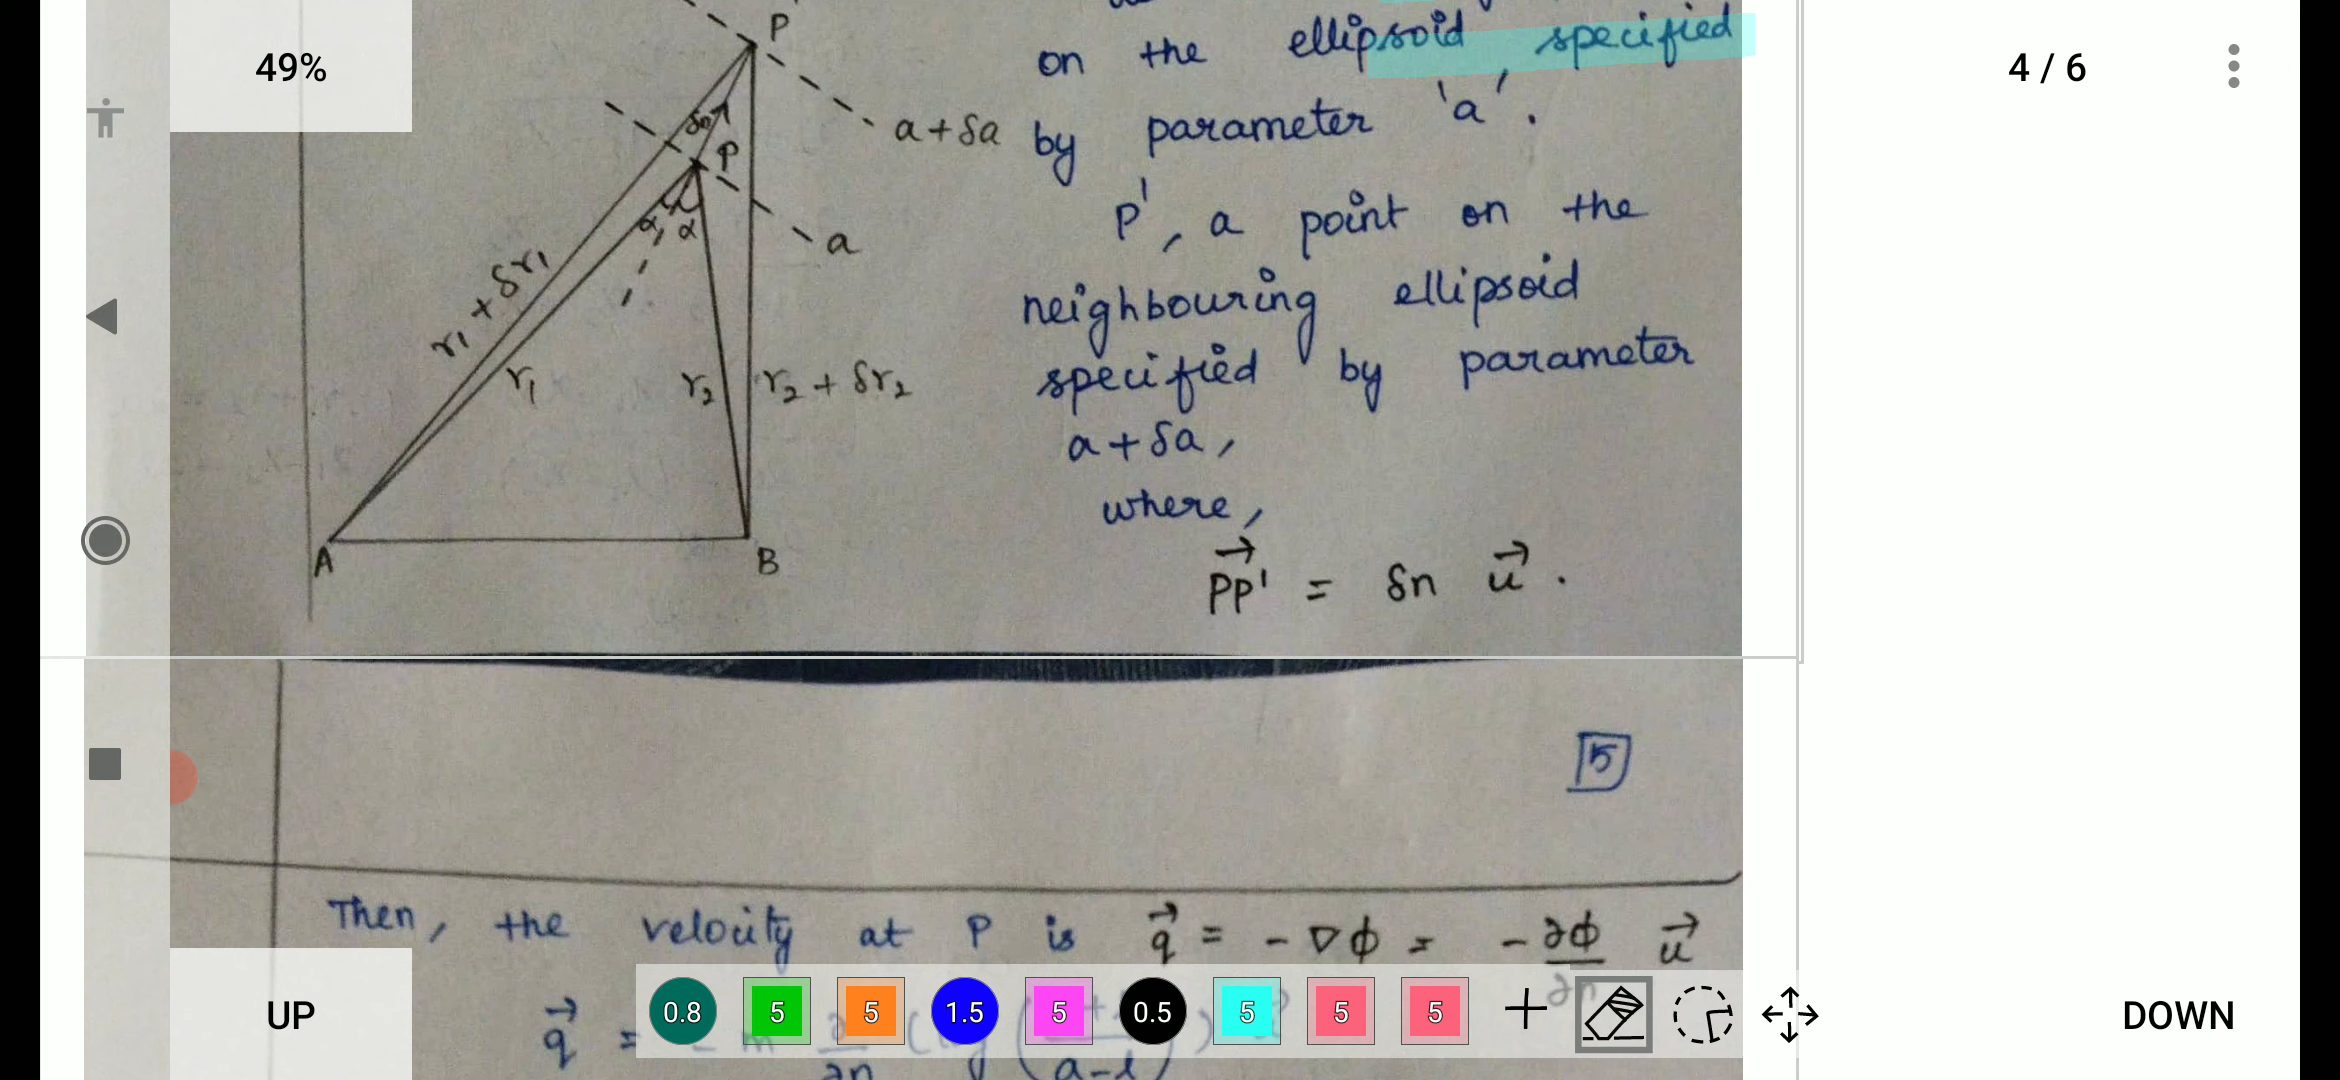 49%
4 / 6
P
on the ellipsoid, specified
a + δa
by parameter 'a'.
δn
P
α
α
a
P', a point on the
neighbouring ellipsoid
r₁ + δr₁
r₁
r₂
r₂ + δr₂
specified by parameter
a + δa,
where,
A
B
PP'⃗ = δn u⃗ .
5
Then, the velocity at P is q⃗ = - ∇φ = - ∂φ u⃗
∂n
UP
0.8
5
5
1.5
5
0.5
5
5
5
DOWN
q⃗ = - m ∂
∂n
a-l